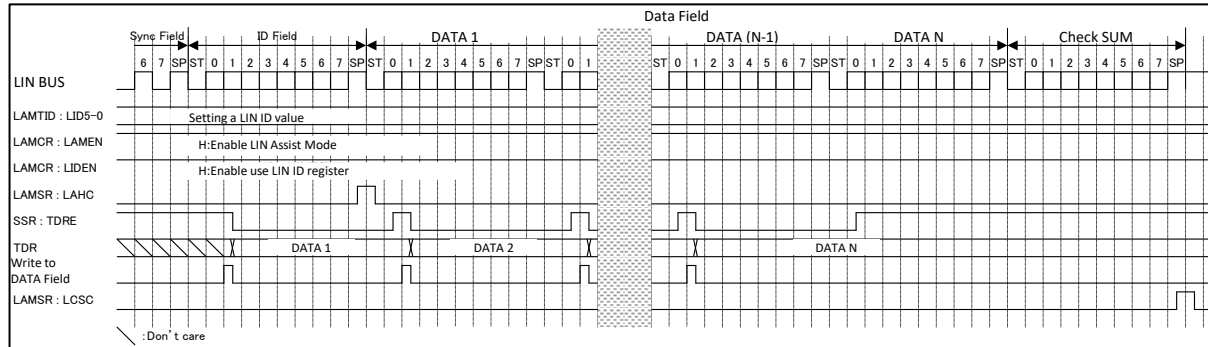 Data Field
Sync Field ID Field DATA 1 DATA (N-1) DATA N Check SUM
6 7 SP ST 0 1 2 3 4 5 6 7 SP ST 0 1 2 3 4 5 6 7 SP ST 0 1 ST 0 1 2 3 4 5 6 7 SP ST 0 1 2 3 4 5 6 7 SP ST 0 1 2 3 4 5 6 7 SP
LIN BUS
LAMTID : LID5-0 Setting a LIN ID value
LAMCR : LAMEN H:Enable LIN Assist Mode
LAMCR : LIDEN H:Enable use LIN ID register
LAMSR : LAHC
SSR : TDRE
TDR DATA 1 DATA 2 DATA N
Write to
DATA Field
LAMSR : LCSC
:Don't care